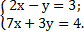 2x − y = 3;
7x + 3y = 4.